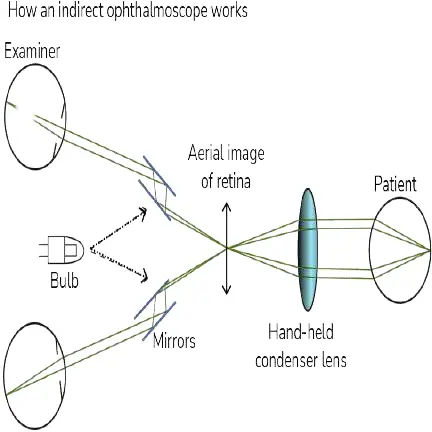 How an indirect ophthalmoscope works
Examiner
Aerial image
of retina
Patient
Bulb
Mirrors
Hand-held
condenser lens